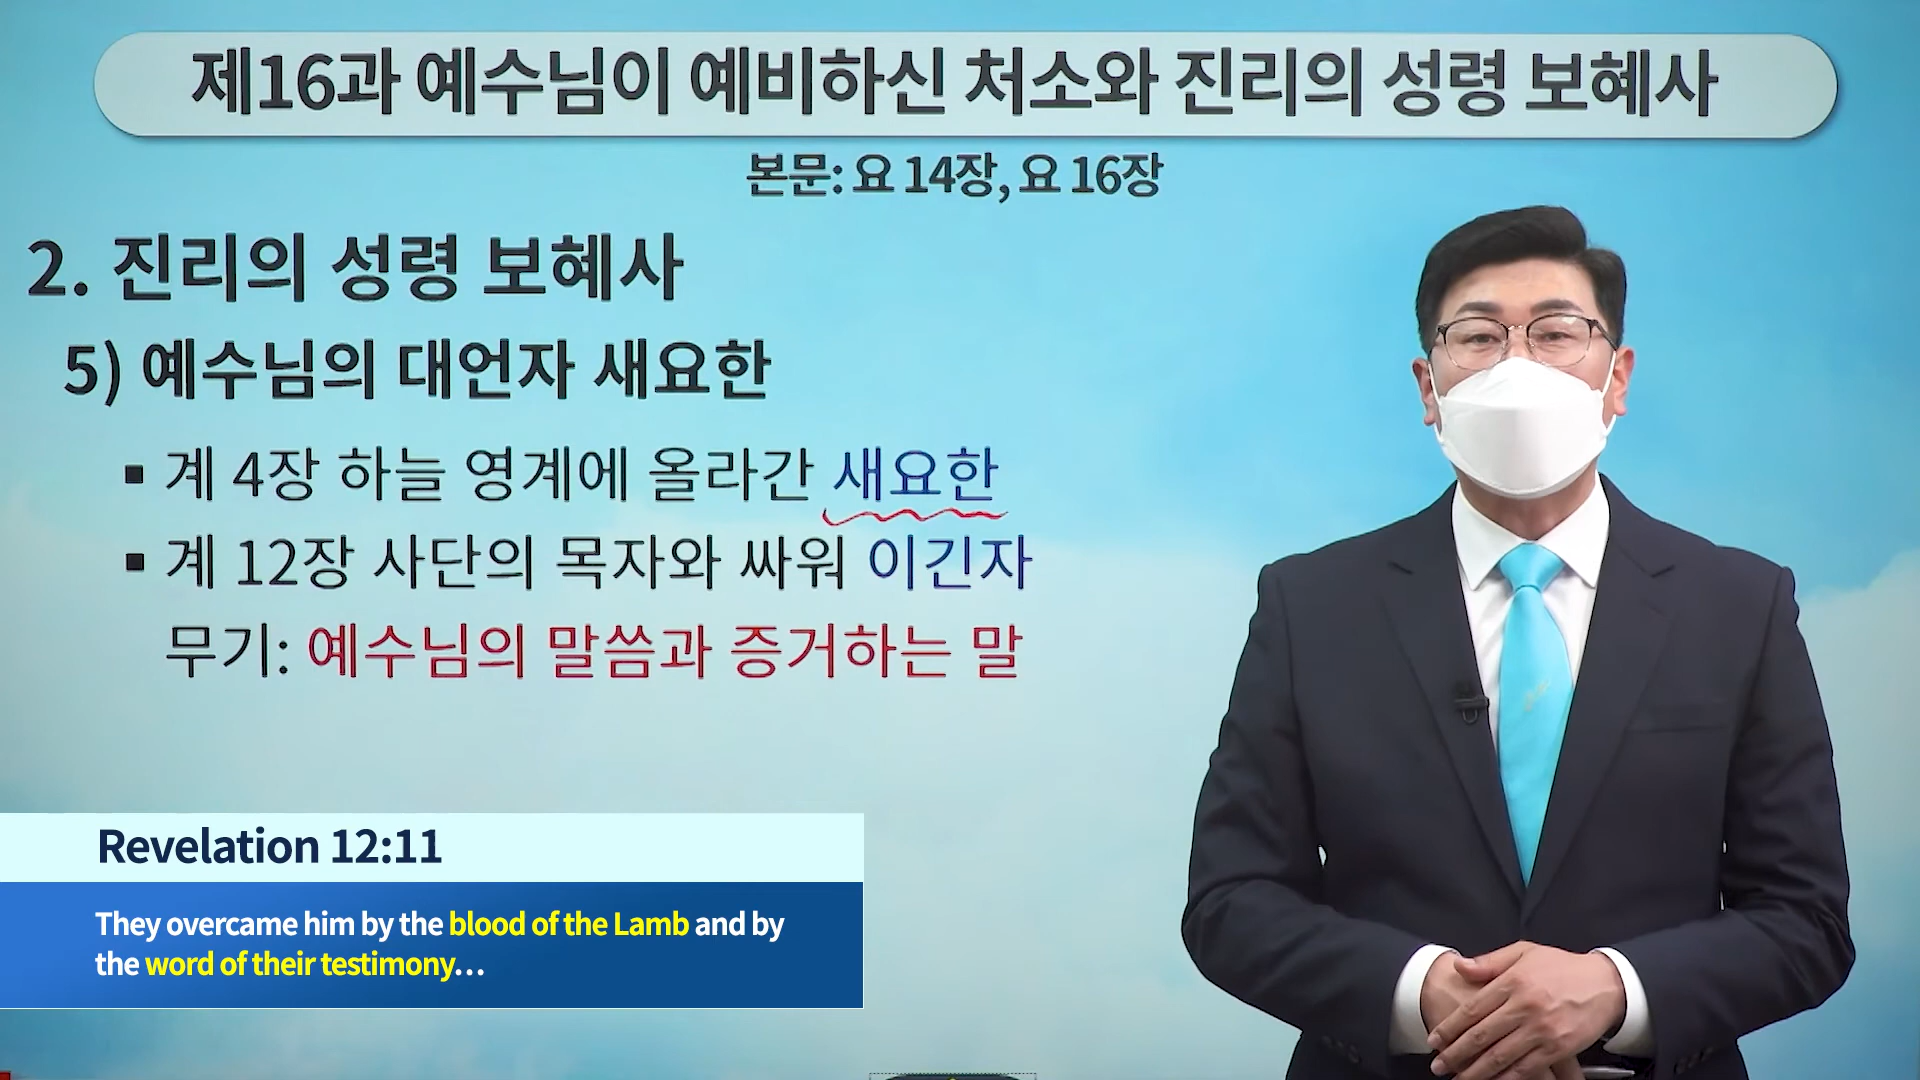 제16과 예수님이 예비하신 처소와 진리의 성령 보혜사
본문: 요 14장, 요 16장
2. 진리의 성령 보혜사
5) 예수님의 대언자 새요한
▪ 계 4장 하늘 영계에 올라간 새요한
▪ 계 12장 사단의 목자와 싸워 이긴자
무기: 예수님의 말씀과 증거하는 말
Revelation 12:11
They overcame him by the blood of the Lamb and by
the word of their testimony…